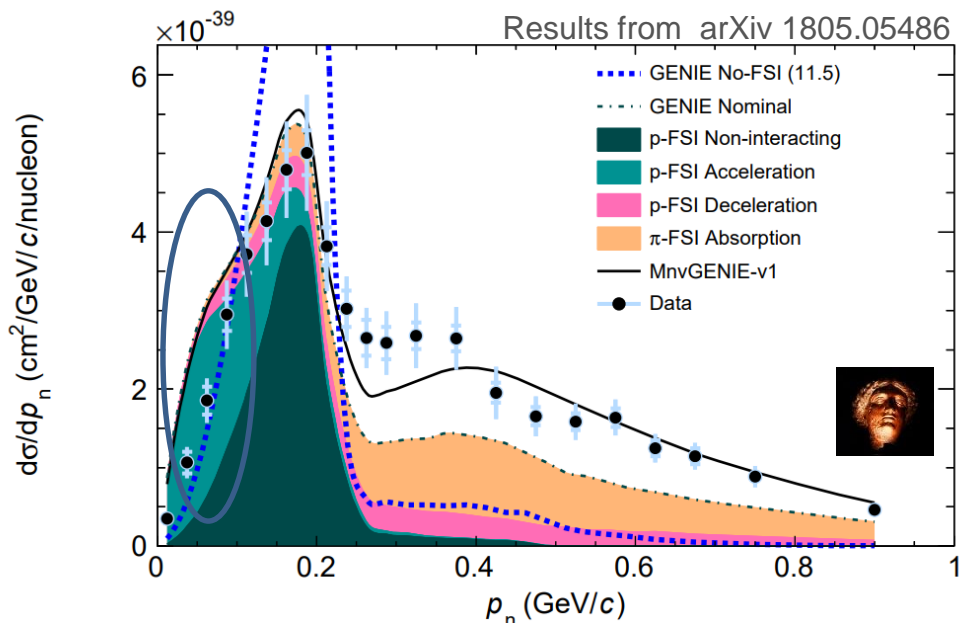 ×10⁻³⁹
Results from arXiv 1805.05486
6
4
2
0
dσ/dpₙ (cm²/GeV/c/nucleon)
GENIE No-FSI (11.5)
GENIE Nominal
p-FSI Non-interacting
p-FSI Acceleration
p-FSI Deceleration
π-FSI Absorption
MnvGENIE-v1
Data
0 0.2 0.4 0.6 0.8 1
pₙ (GeV/c)